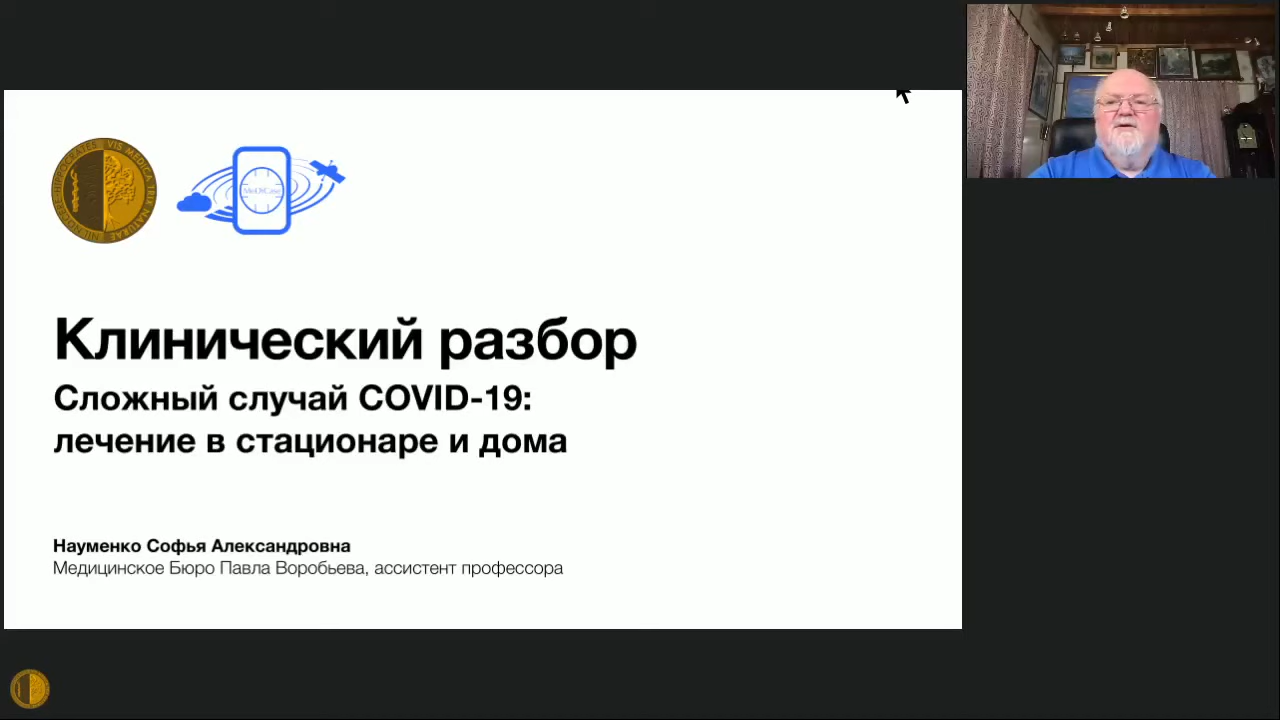 Клинический разбор
Сложный случай COVID-19:
лечение в стационаре и дома
Науменко Софья Александровна
Медицинское Бюро Павла Воробьева, ассистент профессора